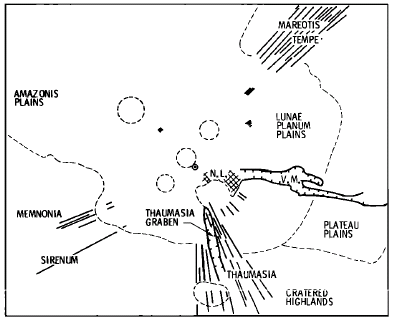 MAREOTIS
TEMPE
AMAZONIS
PLAINS
LUNAE
PLANUM
PLAINS
N.L.
V.M.
MEMNONIA
THAUMASIA
GRABEN
SIRENUM
PLATEAU
PLAINS
THAUMASIA
CRATERED
HIGHLANDS